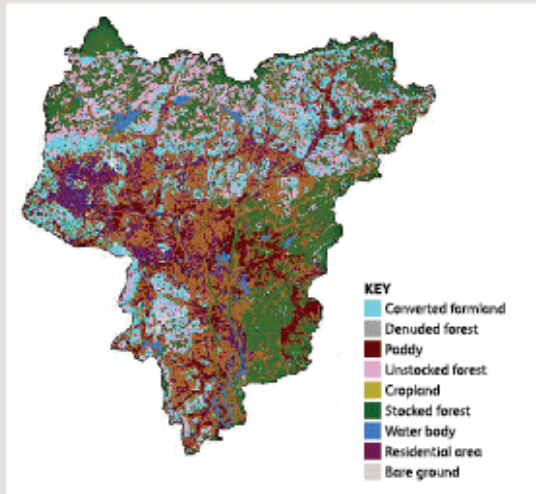 KEY
Converted farmland
Denuded forest
Paddy
Unstocked forest
Cropland
Stocked forest
Water body
Residential area
Bare ground